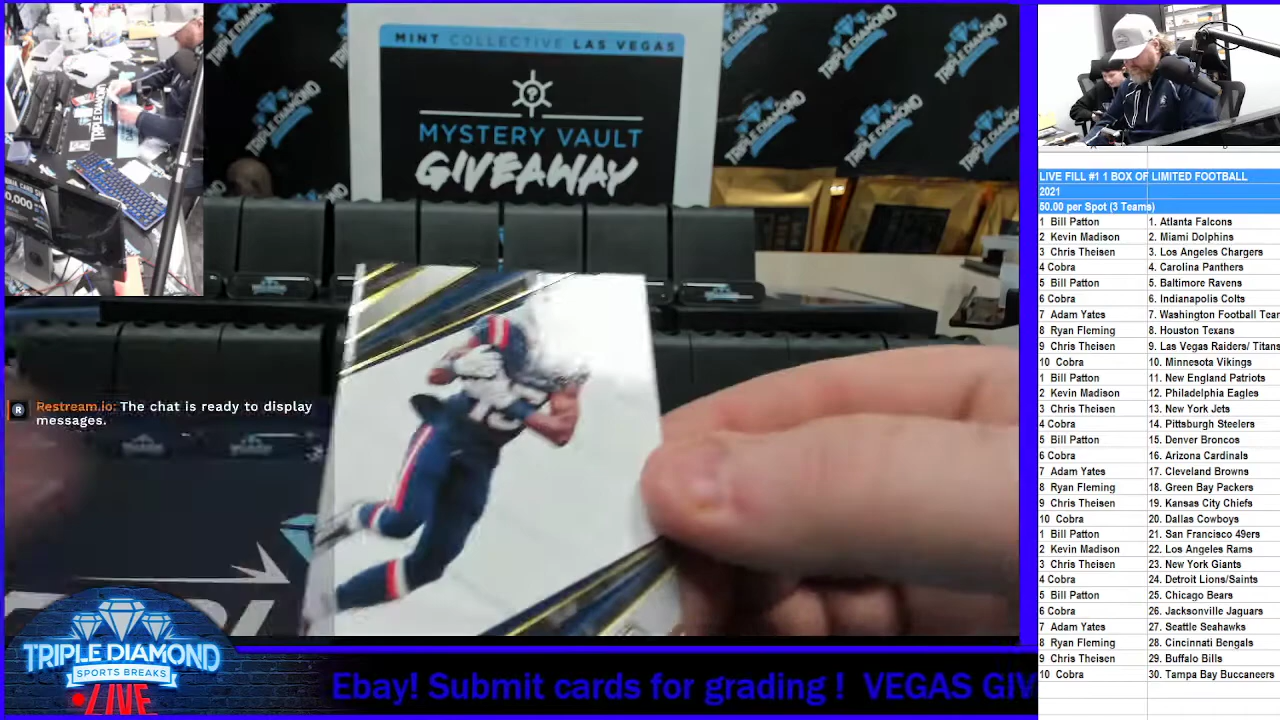 MINT COLLECTIVE LAS VEGAS
MYSTERY VAULT
GIVEAWAY
TRIPLE DIAMOND
TRIPLE DIAMOND
TRIPLE DIAMOND
TRIPLE DIAMOND
TRIPLE DIAMOND
TRIPLE DIAMOND
Restream.io: The chat is ready to display
messages.
TRIPLE DIAMOND
SPORTS BREAKS
LIVE
Ebay! Submit cards for grading ! VEGAS
LIVE FILL #1 1 BOX OF LIMITED FOOTBALL
2021
50.00 per Spot (3 Teams)
1 Bill Patton 1. Atlanta Falcons
2 Kevin Madison 2. Miami Dolphins
3 Chris Theisen 3. Los Angeles Chargers
4 Cobra 4. Carolina Panthers
5 Bill Patton 5. Baltimore Ravens
6 Cobra 6. Indianapolis Colts
7 Adam Yates 7. Washington Football Tear
8 Ryan Fleming 8. Houston Texans
9 Chris Theisen 9. Las Vegas Raiders/ Titans
10 Cobra 10. Minnesota Vikings
1 Bill Patton 11. New England Patriots
2 Kevin Madison 12. Philadelphia Eagles
3 Chris Theisen 13. New York Jets
4 Cobra 14. Pittsburgh Steelers
5 Bill Patton 15. Denver Broncos
6 Cobra 16. Arizona Cardinals
7 Adam Yates 17. Cleveland Browns
8 Ryan Fleming 18. Green Bay Packers
9 Chris Theisen 19. Kansas City Chiefs
10 Cobra 20. Dallas Cowboys
1 Bill Patton 21. San Francisco 49ers
2 Kevin Madison 22. Los Angeles Rams
3 Chris Theisen 23. New York Giants
4 Cobra 24. Detroit Lions/Saints
5 Bill Patton 25. Chicago Bears
6 Cobra 26. Jacksonville Jaguars
7 Adam Yates 27. Seattle Seahawks
8 Ryan Fleming 28. Cincinnati Bengals
9 Chris Theisen 29. Buffalo Bills
10 Cobra 30. Tampa Bay Buccaneers